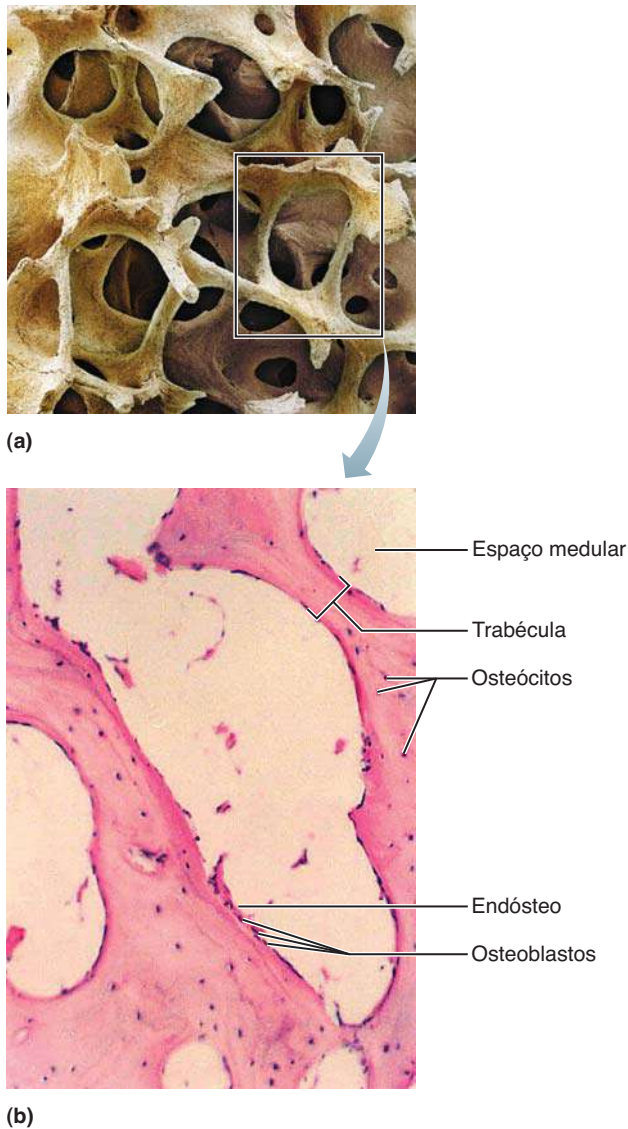 (a)
Espaço medular
Trabécula
Osteócitos
Endósteo
Osteoblastos
(b)